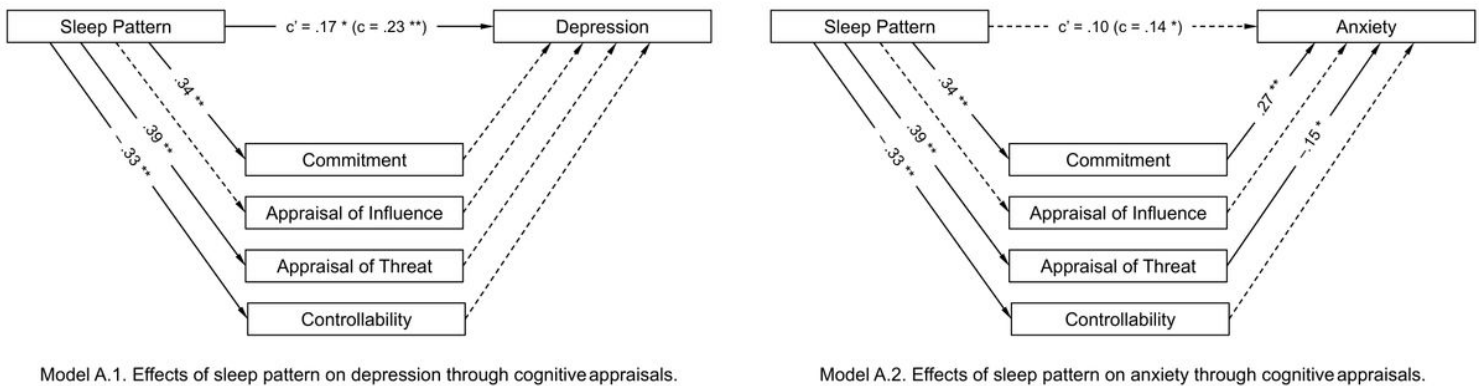 Sleep Pattern
c' = .17 * (c = .23 **)
Depression
.34 **
.39 **
.33 **
Commitment
Appraisal of Influence
Appraisal of Threat
Controllability
Model A.1. Effects of sleep pattern on depression through cognitive appraisals.
Sleep Pattern
c' = .10 (c = .14 *)
Anxiety
.34 **
.39 **
.33 **
.27 **
-.15 *
Commitment
Appraisal of Influence
Appraisal of Threat
Controllability
Model A.2. Effects of sleep pattern on anxiety through cognitive appraisals.